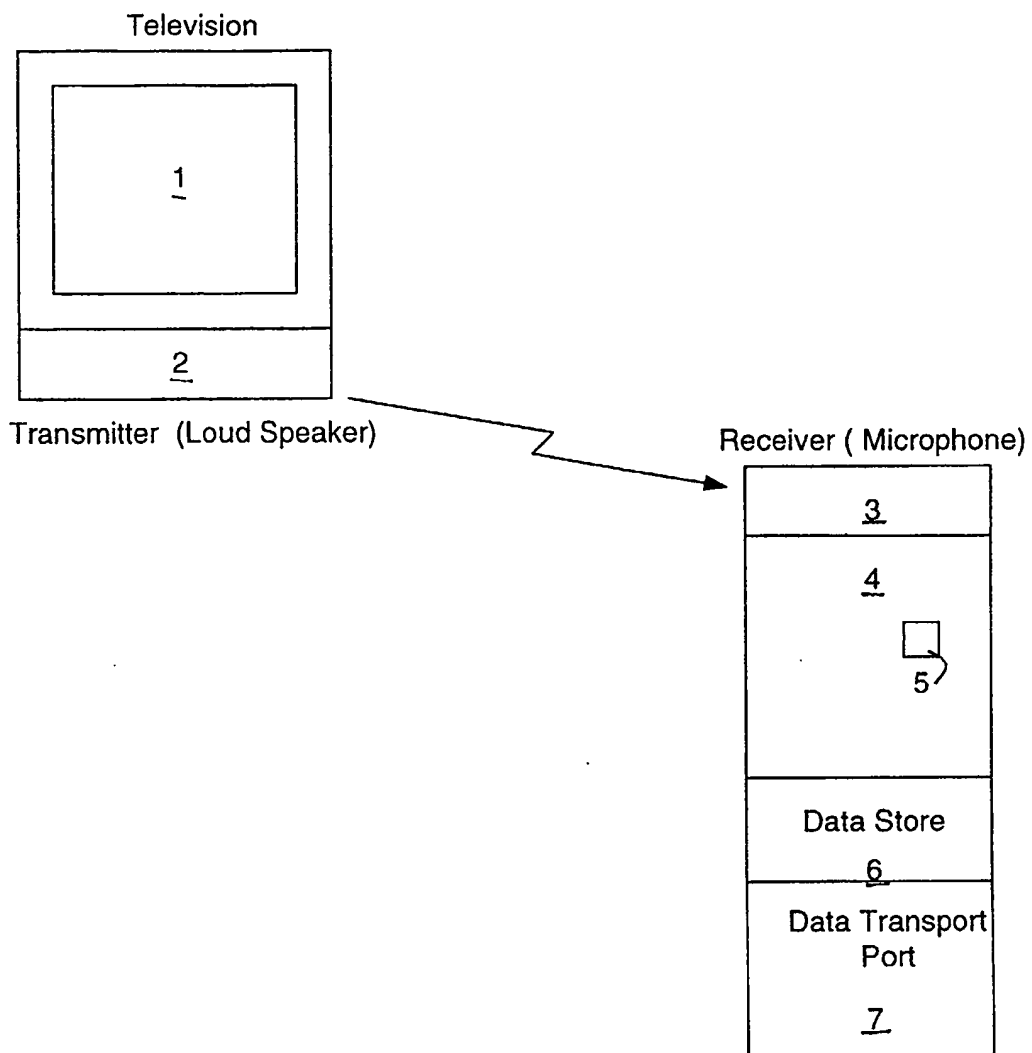 Television
1
2
Transmitter (Loud Speaker)
Receiver ( Microphone)
3
4
5
Data Store
6
Data Transport
Port
7